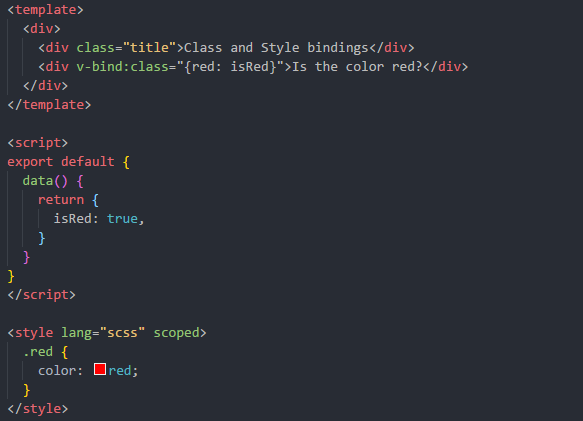 <template>
  <div>
    <div class="title">Class and Style bindings</div>
    <div v-bind:class="{red: isRed}">Is the color red?</div>
  </div>
</template>

<script>
export default {
  data() {
    return {
      isRed: true,
    }
  }
}
</script>

<style lang="scss" scoped>
  .red {
    color: red;
  }
</style>